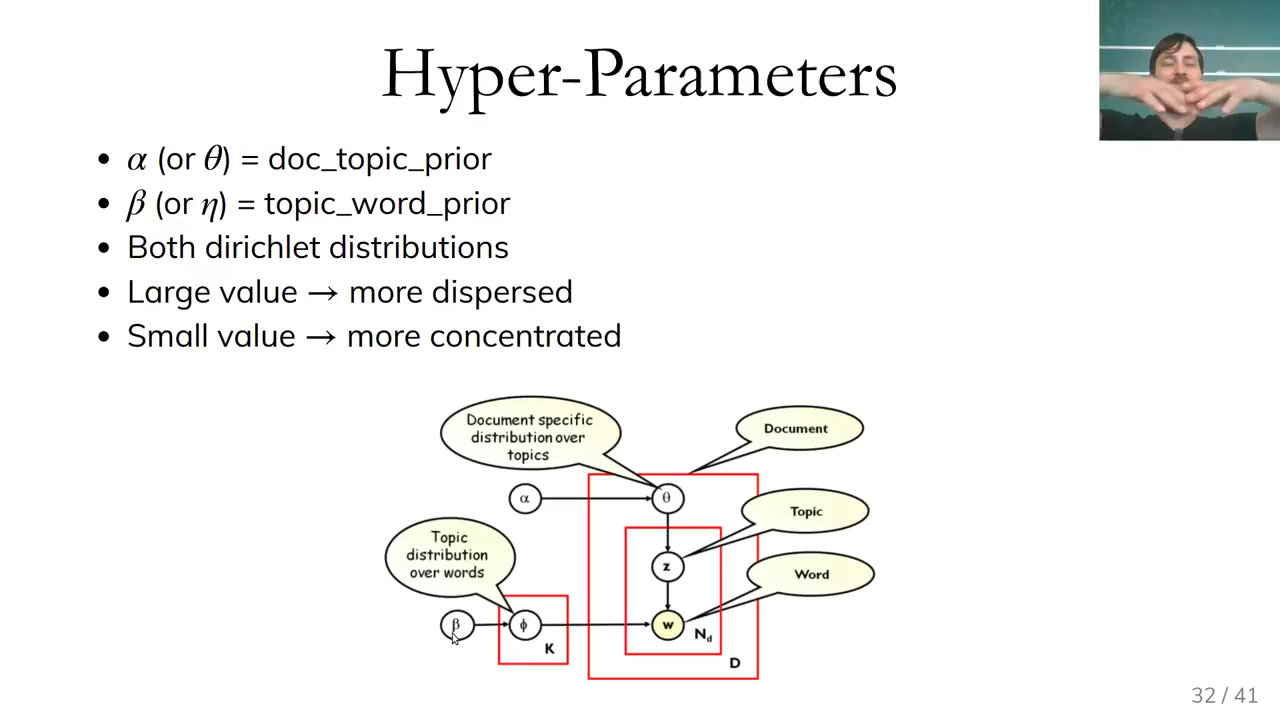 Hyper-Parameters
• α (or θ) = doc_topic_prior
• β (or η) = topic_word_prior
• Both dirichlet distributions
• Large value → more dispersed
• Small value → more concentrated
Document specific
distribution over
topics
Document
α
θ
Topic
Topic
distribution
over words
z
Word
β
ϕ
K
w
N_d
D
32 / 41